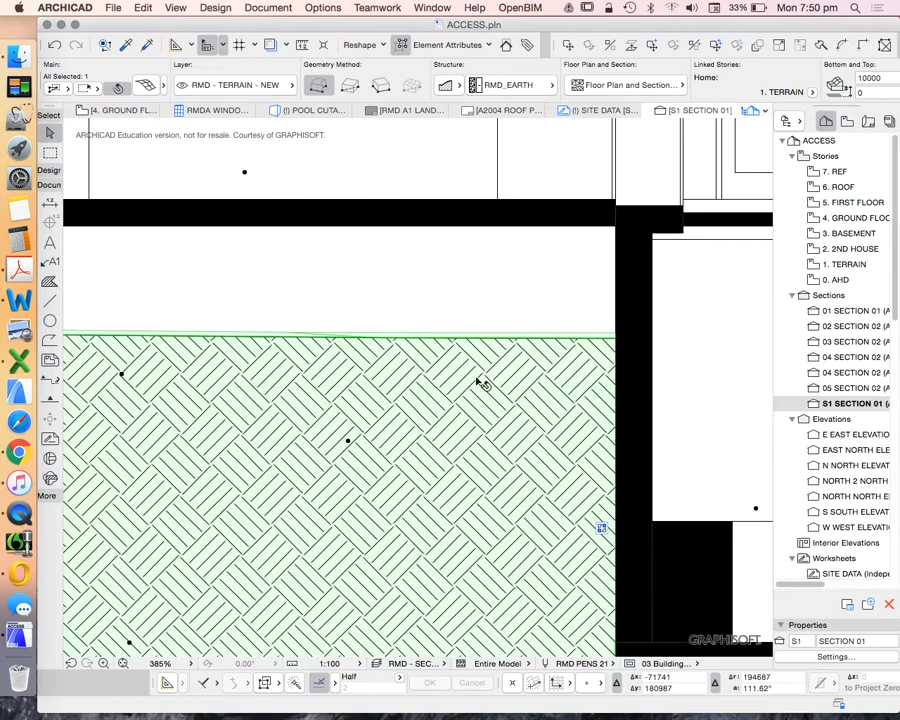 ARCHICAD File Edit View Design Document Options Teamwork Window Help OpenBIM 33% Mon 7:50 pm
ACCESS.pln
Reshape Element Attributes
Main: Layer: Geometry Method: Structure: Floor Plan and Section: Linked Stories: Bottom and Top:
All Selected: 1
RMD - TERRAIN - NEW
RMD_EARTH
Floor Plan and Section...
Home:
1. TERRAIN
10000
0
[4. GROUND FL...
RMDA WINDO...
(!) POOL CUTA...
[RMD A1 LAND...
[A2004 ROOF P...
(!) SITE DATA [S...
[S1 SECTION 01]
Select
Design
Docun
More
ARCHICAD Education version, not for resale. Courtesy of GRAPHISOFT.
ACCESS
Stories
7. REF
6. ROOF
5. FIRST FLOOR
4. GROUND FLOO
3. BASEMENT
2. 2ND HOUSE
1. TERRAIN
0. AHD
Sections
01 SECTION 01 (A
02 SECTION 02 (A
03 SECTION 02 (A
04 SECTION 02 (A
04 SECTION 02 (A
05 SECTION 02 (A
S1 SECTION 01 (A
Elevations
E EAST ELEVATIO
EAST NORTH ELE
N NORTH ELEVAT
NORTH 2 NORTH
NORTH NORTH EL
S SOUTH ELEVATI
W WEST ELEVATI
Interior Elevations
Worksheets
SITE DATA (Indepe
Properties
S1 SECTION 01
Settings...
GRAPHISOFT
385% 0.00° 1:100 RMD - SEC... Entire Model RMD PENS 21 03 Building...
Half
2
OK Cancel
Δx: -71741
Δy: 180987
Δr: 194687
a: 111.62°
Δz: 0
to Project Zero